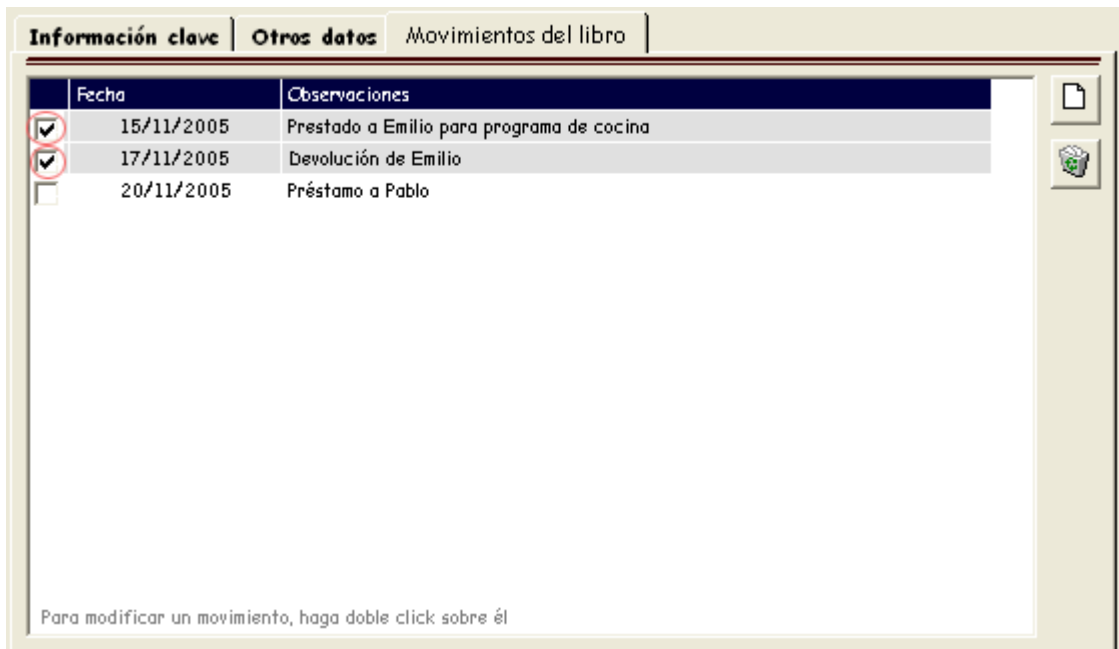 Información clave Otros datos Movimientos del libro
Fecha Observaciones
15/11/2005 Prestado a Emilio para programa de cocina
17/11/2005 Devolución de Emilio
20/11/2005 Préstamo a Pablo
Para modificar un movimiento, haga doble click sobre él